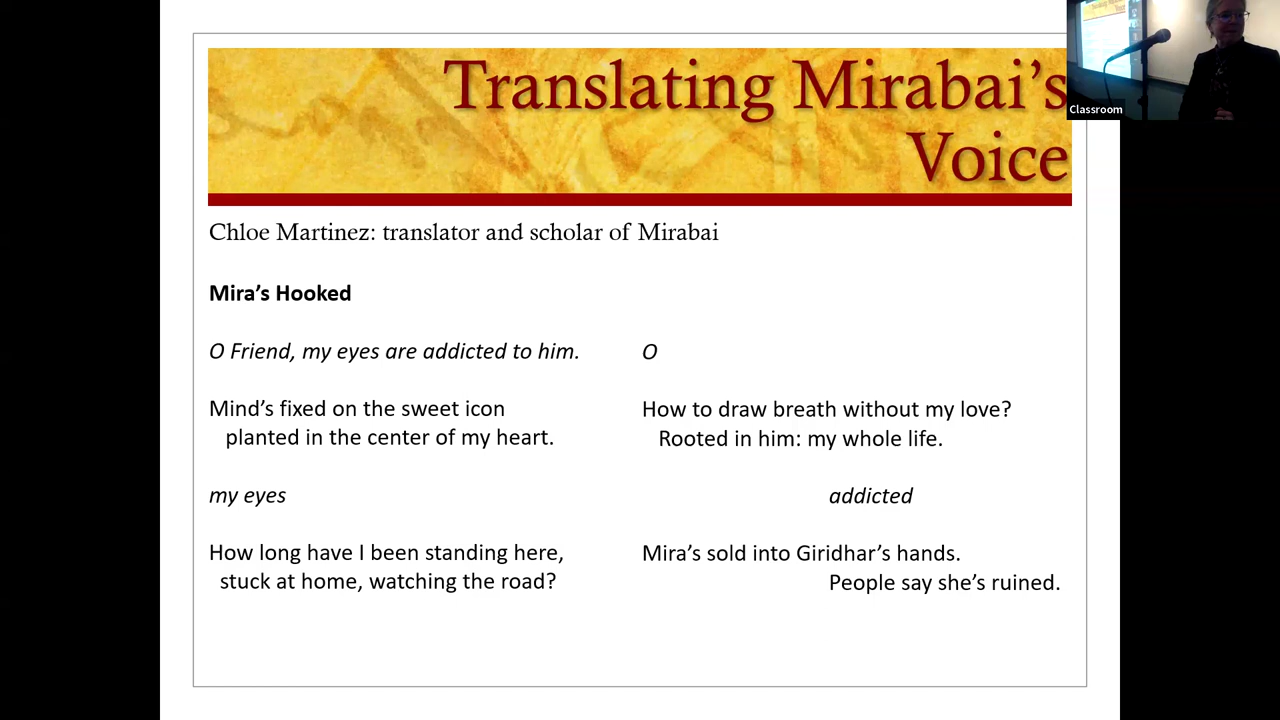 Translating Mirabai's
Voice
Classroom
Chloe Martinez: translator and scholar of Mirabai
Mira's Hooked
O Friend, my eyes are addicted to him.
Mind's fixed on the sweet icon
planted in the center of my heart.
my eyes
How long have I been standing here,
stuck at home, watching the road?
O
How to draw breath without my love?
Rooted in him: my whole life.
addicted
Mira's sold into Giridhar's hands.
People say she's ruined.